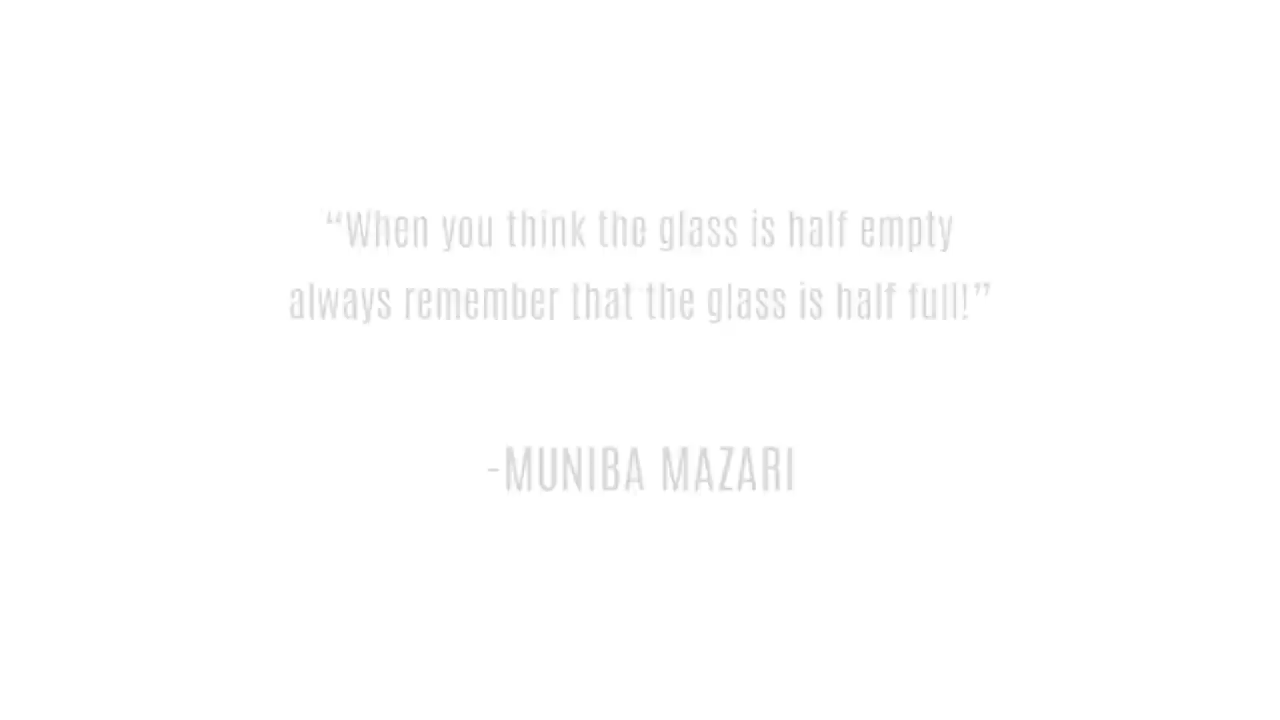 “When you think the glass is half empty
always remember that the glass is half full!”
-MUNIBA MAZARI